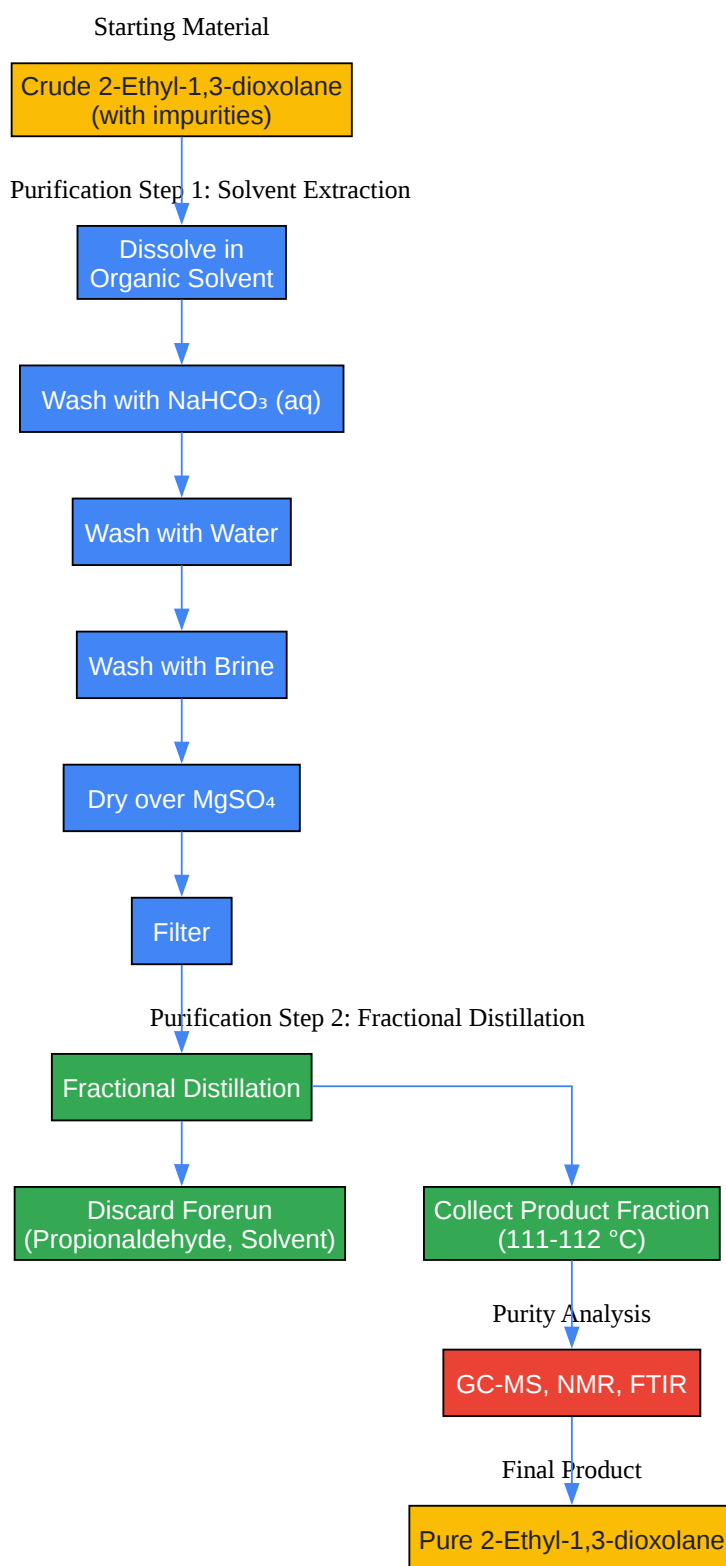 Starting Material
Crude 2-Ethyl-1,3-dioxolane
(with impurities)
Purification Step 1: Solvent Extraction
Dissolve in
Organic Solvent
Wash with NaHCO₃ (aq)
Wash with Water
Wash with Brine
Dry over MgSO₄
Filter
Purification Step 2: Fractional Distillation
Fractional Distillation
Discard Forerun
(Propionaldehyde, Solvent)
Collect Product Fraction
(111-112 °C)
Purity Analysis
GC-MS, NMR, FTIR
Final Product
Pure 2-Ethyl-1,3-dioxolane